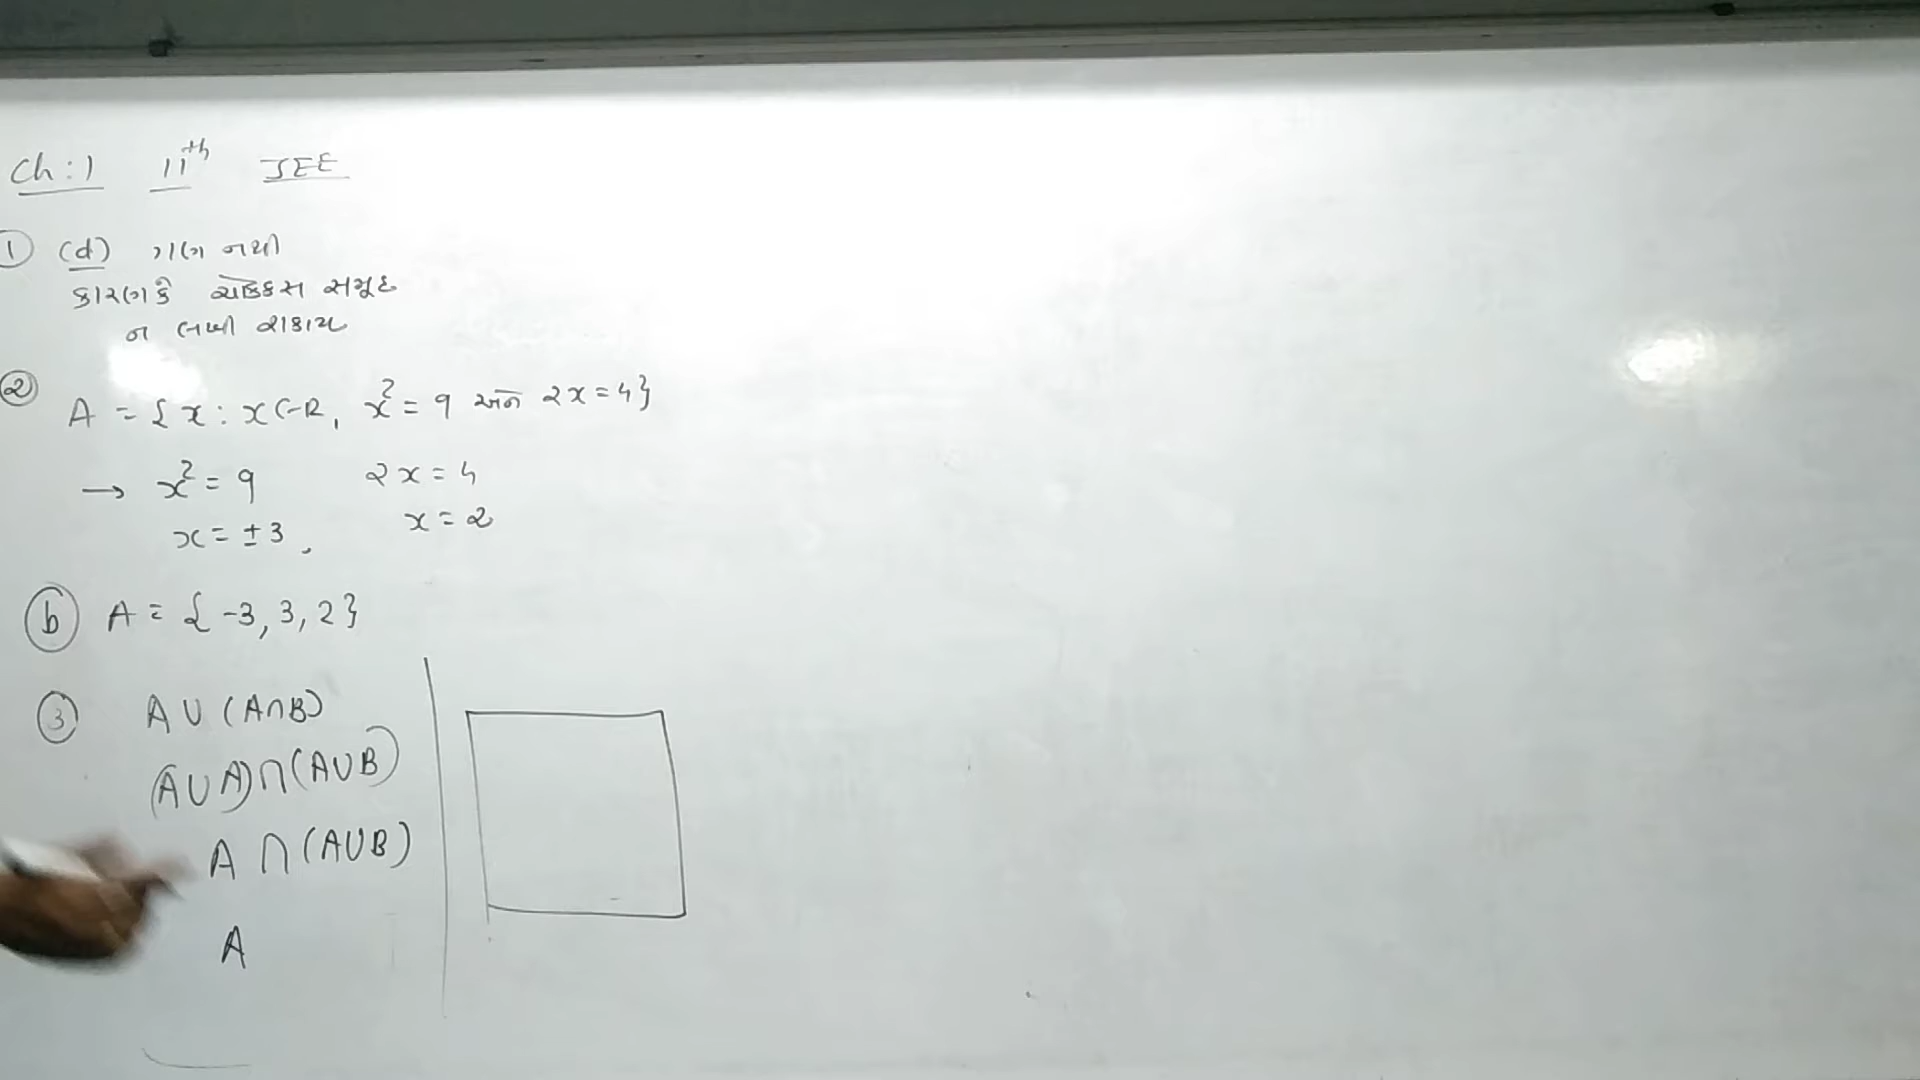 Ch:1 11th JEE
① (d) ગણ નથી
કારણકે ચોક્કસ સમૂહ
ન લખી શકાય
② A = {x : x ∈ R, x² = 9 અને 2x = 4}
→ x² = 9 2x = 4
x = ±3, x = 2
ⓑ A = {-3, 3, 2}
③ A ∪ (A∩B)
(A∪A)∩(A∪B)
A ∩ (A∪B)
A